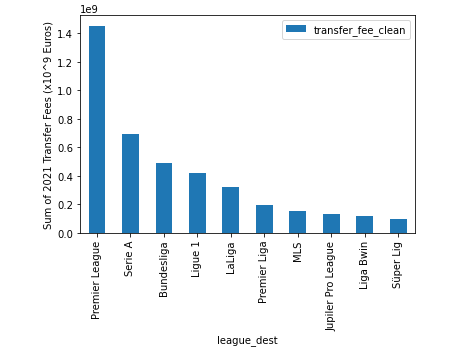 1e9
transfer_fee_clean
Sum of 2021 Transfer Fees (x10^9 Euros)
1.4
1.2
1.0
0.8
0.6
0.4
0.2
0.0
Premier League
Serie A
Bundesliga
Ligue 1
LaLiga
Premier Liga
MLS
Jupiler Pro League
Liga Bwin
Süper Lig
league_dest